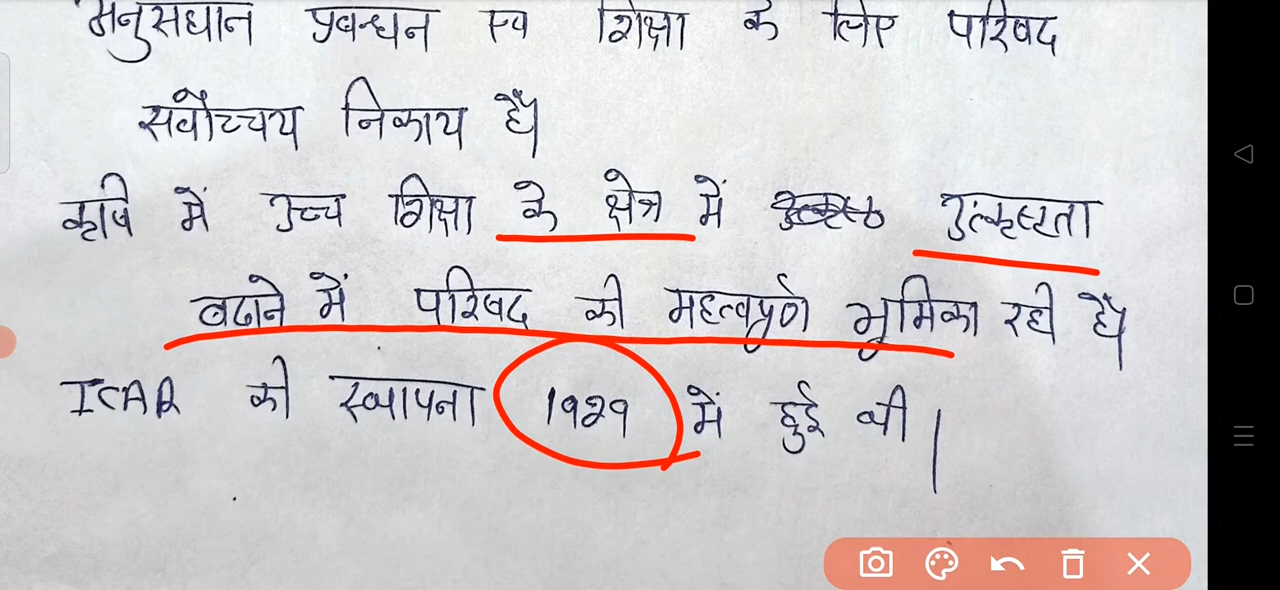 अनुसधान प्रबन्धन एव शिक्षा के लिए परिषद
सर्वोच्चय निकाय है।
कृषि में उच्च शिक्षा के क्षेत्र में उत्कृष्टता
बढाने में परिषद की महत्वपूर्ण भूमिका रही है।
ICAR की स्थापना 1929 में हुई थी।